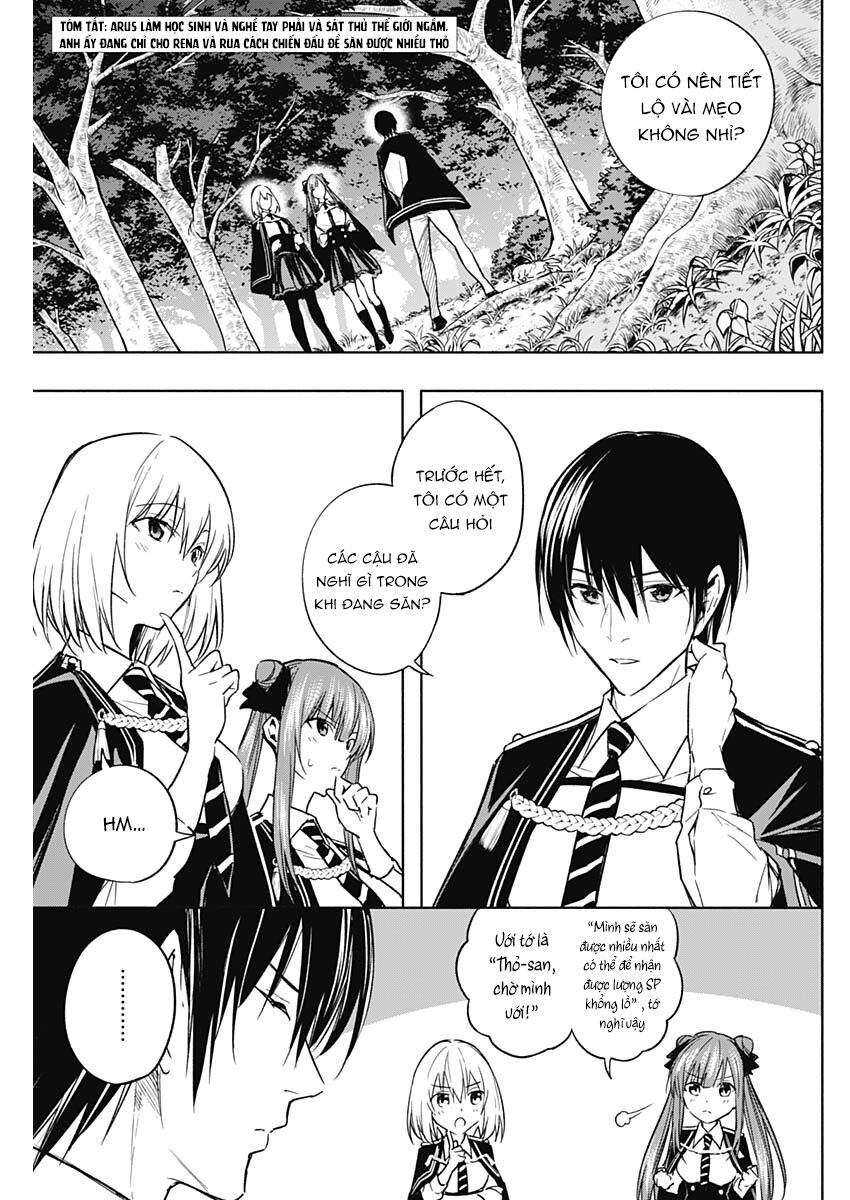 TÓM TẮT: ARUS LÀM HỌC SINH VÀ NGHỀ TAY PHẢI VÀ SÁT THỦ THẾ GIỚI NGẦM.
ANH ẤY ĐANG CHỈ CHO RENA VÀ RUA CÁCH CHIẾN ĐẤU ĐỂ SĂN ĐƯỢC NHIỀU THỎ
TÔI CÓ NÊN TIẾT
LỘ VÀI MẸO
KHÔNG NHỈ?
TRƯỚC HẾT,
TÔI CÓ MỘT
CÂU HỎI
CÁC CẬU ĐÃ
NGHĨ GÌ TRONG
KHI ĐANG SĂN?
HM...
"Mình sẽ săn
được nhiều nhất
có thể để nhận
được lượng SP
khổng lồ" , tớ
nghĩ vậy
Với tớ là
"Thỏ-san,
chờ mình
với!"
.........